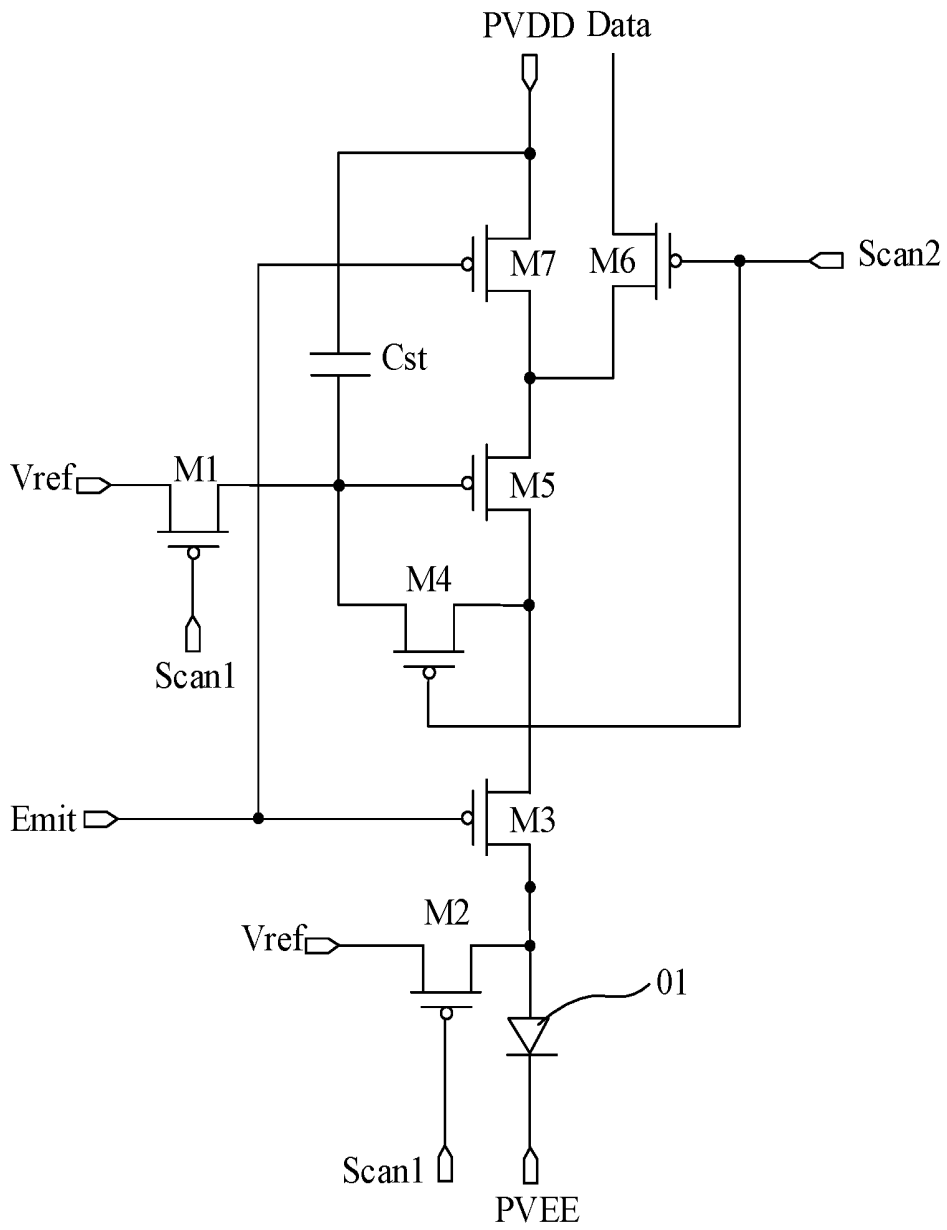 PVDD Data
M7
M6
Scan2
Cst
Vref
M1
M5
M4
Scan1
Emit
M3
M2
Vref
01
Scan1
PVEE